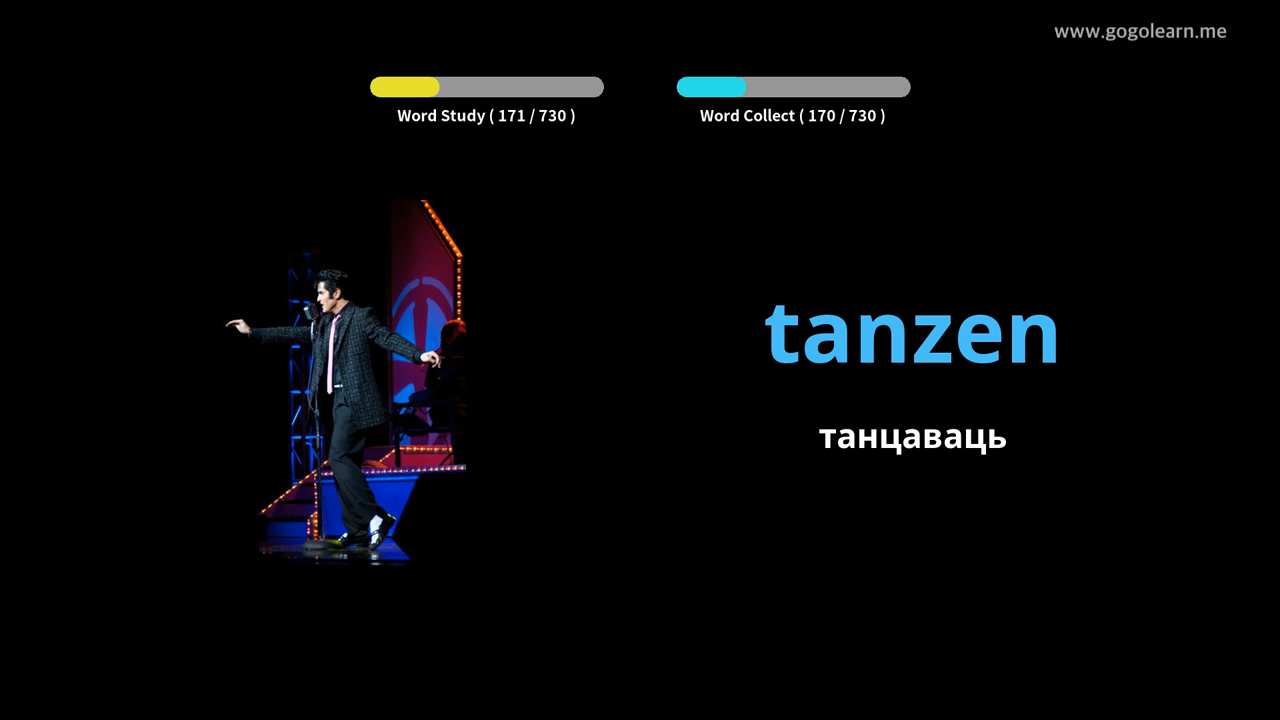 www.gogolearn.me
Word Study ( 171 / 730 )
Word Collect ( 170 / 730 )
tanzen
танцаваць